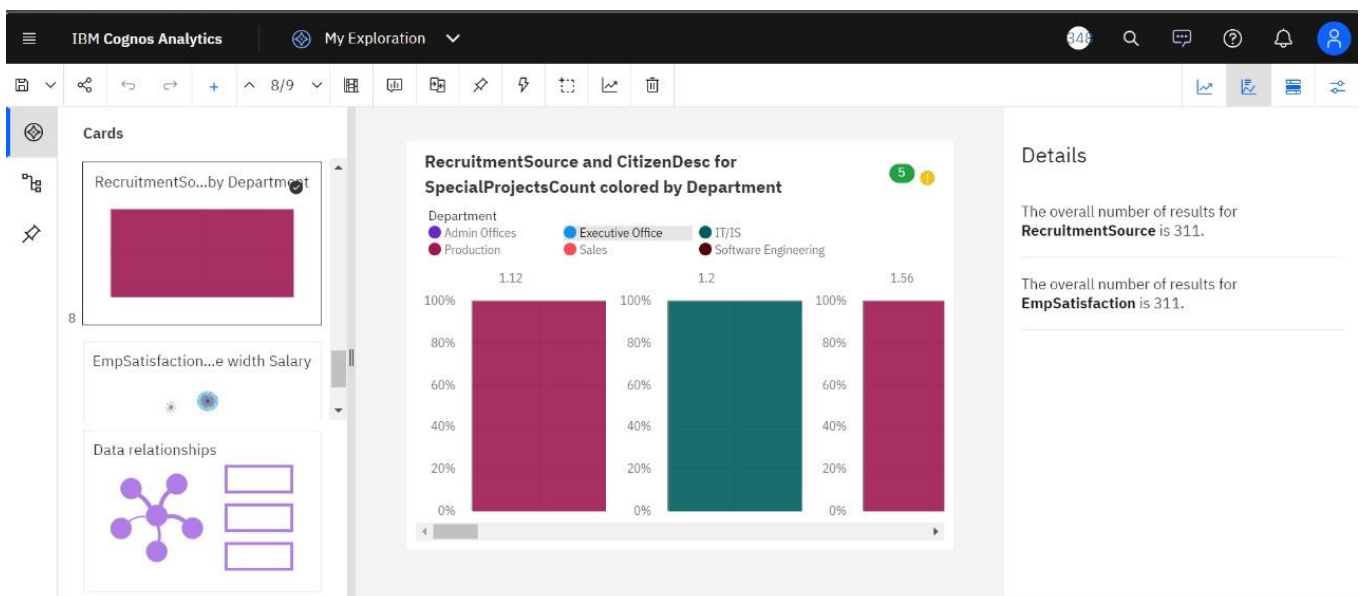 IBM Cognos Analytics
My Exploration
348
8/9
Cards
RecruitmentSo...by Department
8
EmpSatisfaction...e width Salary
Data relationships
RecruitmentSource and CitizenDesc for
SpecialProjectsCount colored by Department
5
Department
Admin Offices Executive Office IT/IS
Production Sales Software Engineering
1.12 1.2 1.56
100% 100% 100%
80% 80% 80%
60% 60% 60%
40% 40% 40%
20% 20% 20%
0% 0% 0%
Details
The overall number of results for
RecruitmentSource is 311.
The overall number of results for
EmpSatisfaction is 311.